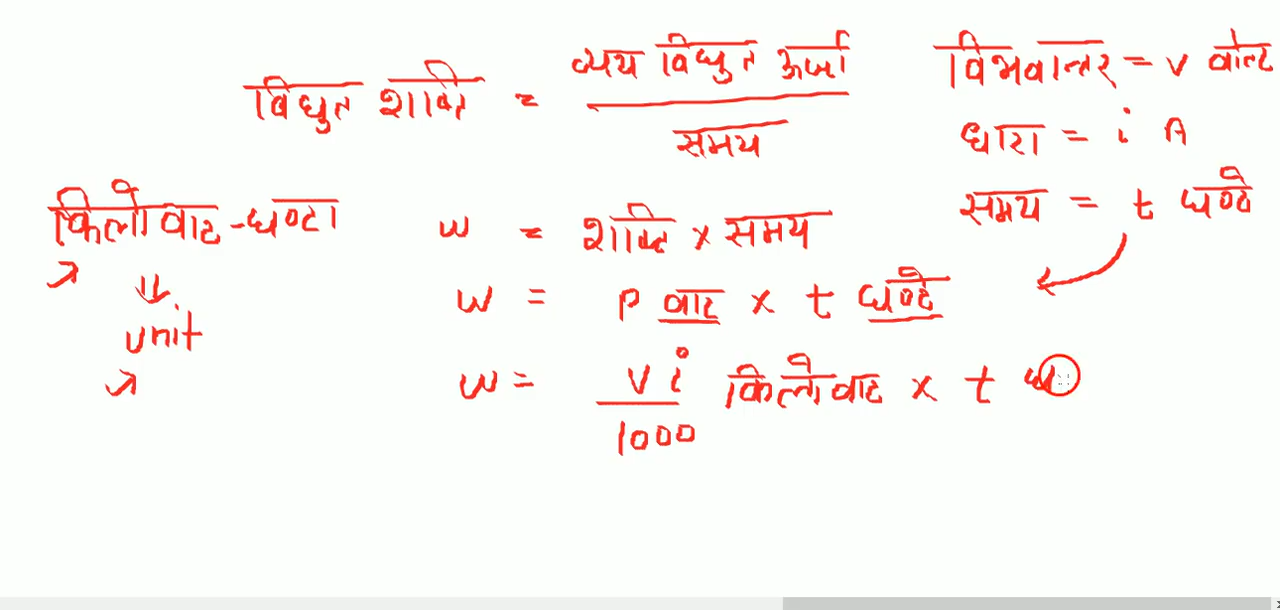 विद्युत शक्ति = व्यय विद्युत ऊर्जा / समय
विभवान्तर = v वोल्ट
धारा = i A
समय = t घण्टे
किलोवाट-घण्टा
⇓
unit
w = शक्ति × समय
w = p वाट × t घण्टे
w = vi / 1000 किलोवाट × t